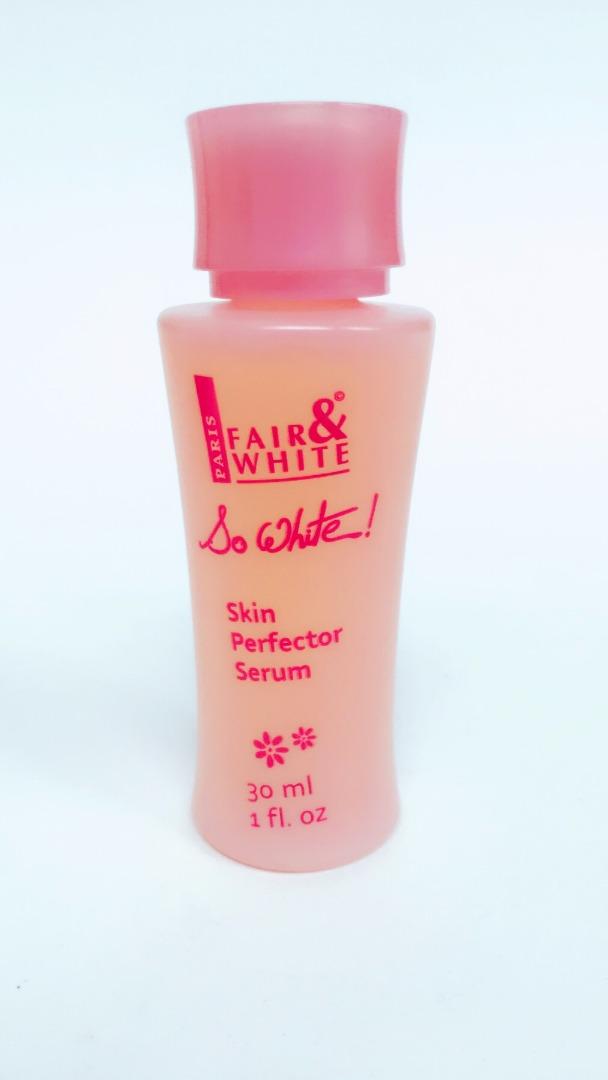 PARIS
FAIR&©
WHITE
So White!
Skin
Perfector
Serum
30 ml
1 fl. oz